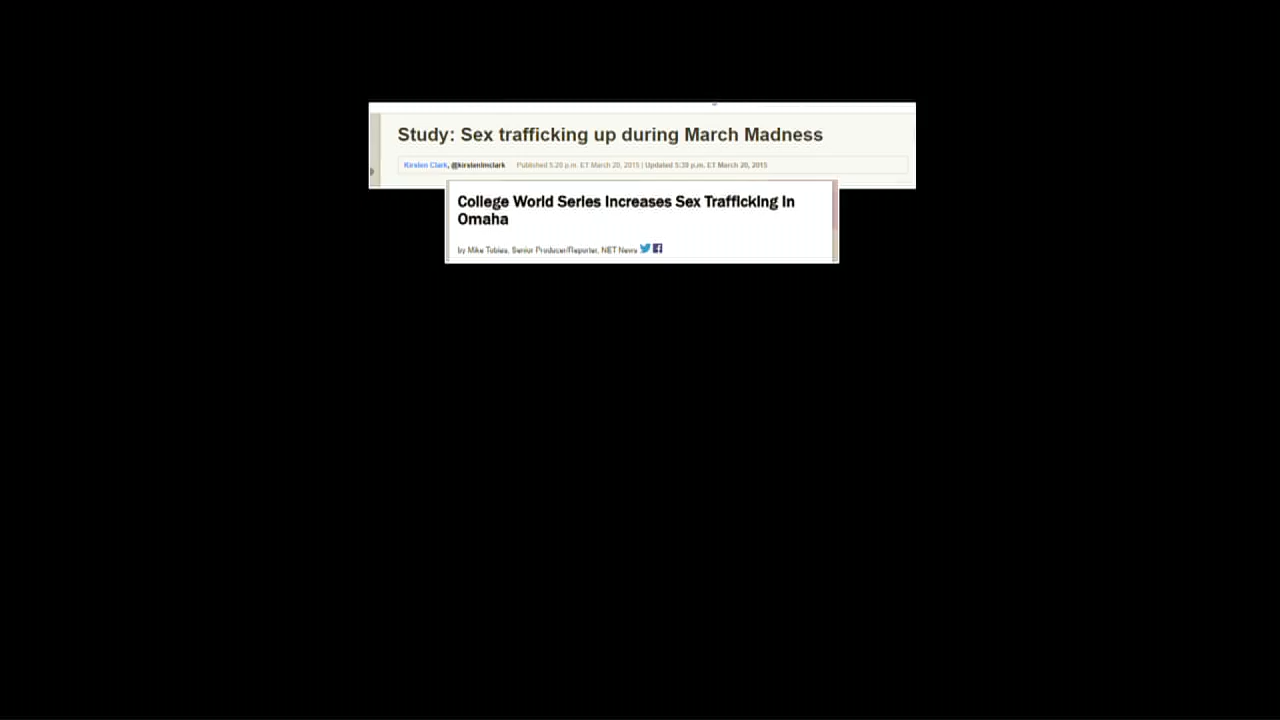 Study: Sex trafficking up during March Madness
Kirsten Clark, @kirstenlmclark Published 5:20 p.m. ET March 20, 2015 | Updated 5:39 p.m. ET March 20, 2015
College World Series Increases Sex Trafficking in
Omaha
by Mike Tobias, Senior Producer/Reporter, NET News